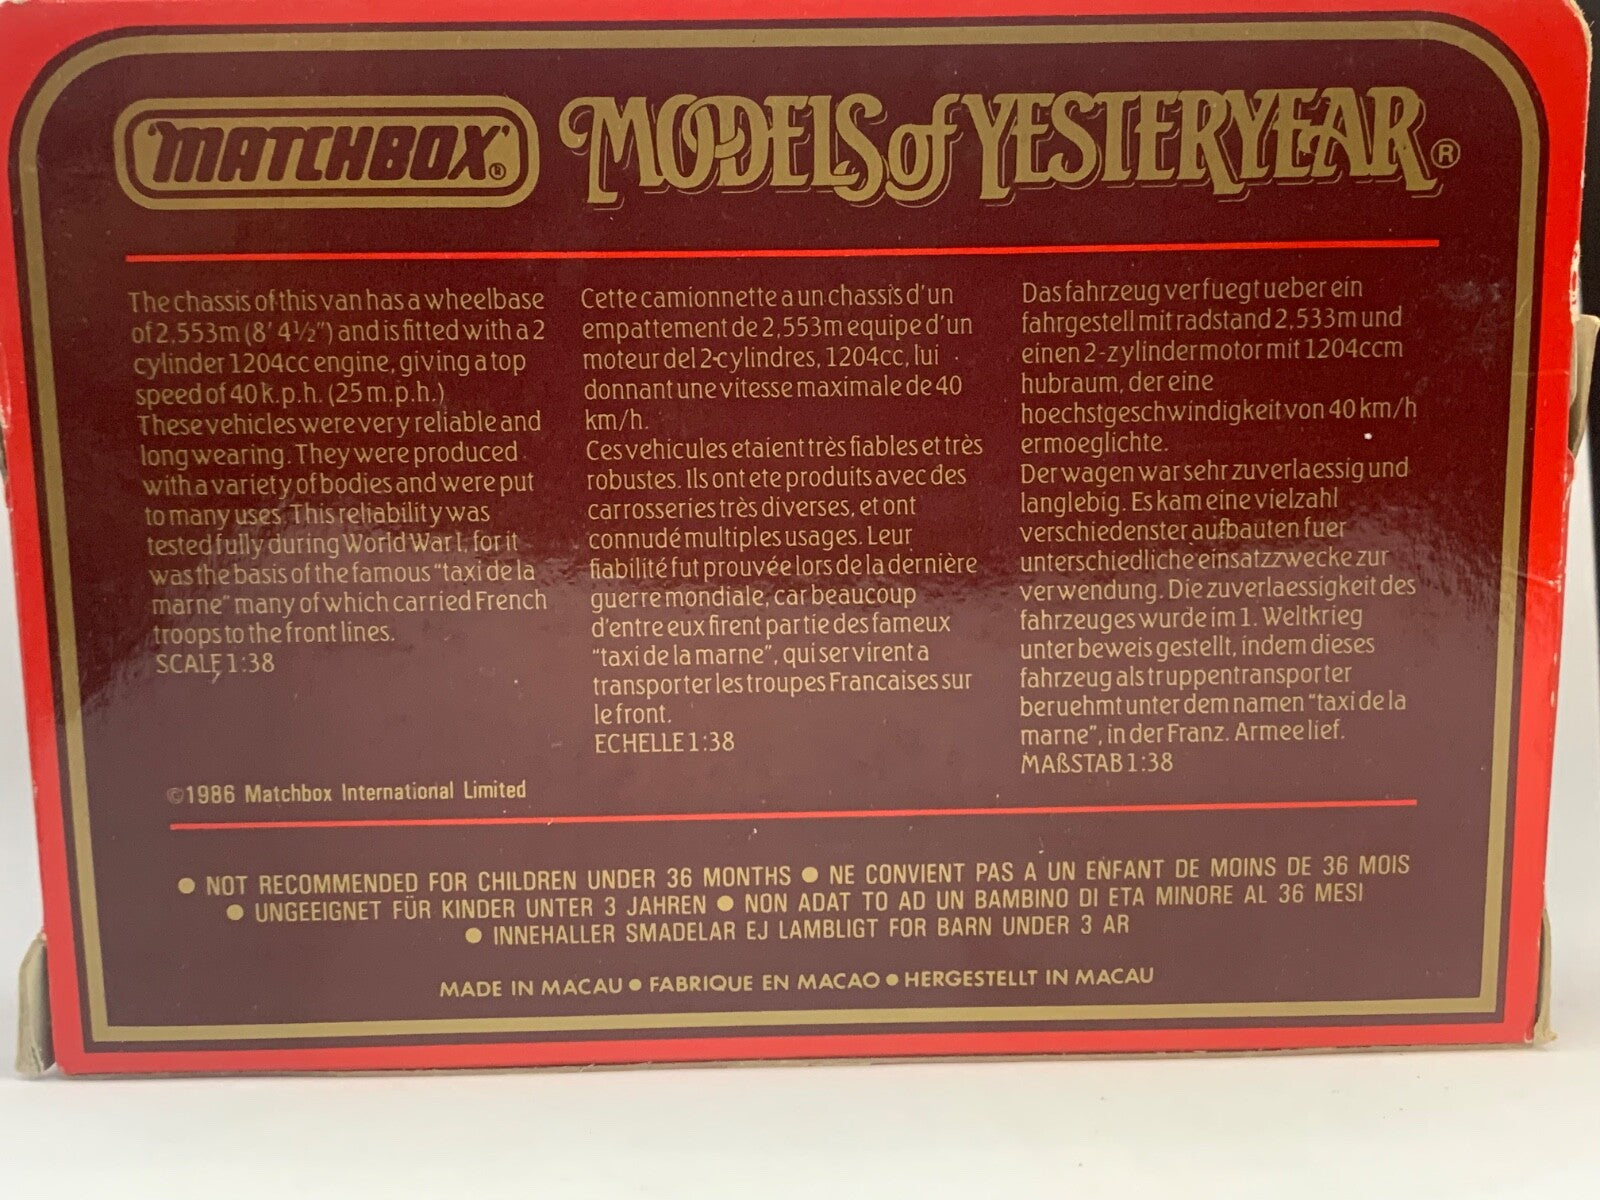 MATCHBOX® MODELS of YESTERYEAR®
The chassis of this van has a wheelbase
of 2,553m (8' 4½") and is fitted with a 2
cylinder 1204cc engine, giving a top
speed of 40 k.p.h. (25 m.p.h.)
These vehicles were very reliable and
long wearing. They were produced
with a variety of bodies and were put
to many uses. This reliability was
tested fully during World War I, for it
was the basis of the famous "taxi de la
marne" many of which carried French
troops to the front lines.
SCALE 1:38
©1986 Matchbox International Limited
Cette camionnette a un chassis d'un
empattement de 2,553m equipe d'un
moteur del 2-cylindres, 1204cc, lui
donnant une vitesse maximale de 40
km/h.
Ces vehicules etaient très fiables et très
robustes. Ils ont ete produits avec des
carrosseries très diverses, et ont
connu dé multiples usages. Leur
fiabilité fut prouvée lors de la dernière
guerre mondiale, car beaucoup
d'entre eux firent partie des fameux
"taxi de la marne", qui servirent a
transporter les troupes Francaises sur
le front.
ECHELLE 1:38
Das fahrzeug verfuegt ueber ein
fahrgestell mit radstand 2,533m und
einen 2-zylindermotor mit 1204ccm
hubraum, der eine
hoechstgeschwindigkeit von 40 km/h
ermoeglichte.
Der wagen war sehr zuverlaessig und
langlebig. Es kam eine vielzahl
verschiedenster aufbauten fuer
unterschiedliche einsatzzwecke zur
verwendung. Die zuverlaessigkeit des
fahrzeuges wurde im 1. Weltkrieg
unter beweis gestellt, indem dieses
fahrzeug als truppentransporter
beruehmt unter dem namen "taxi de la
marne", in der Franz. Armee lief.
MAßSTAB 1:38
● NOT RECOMMENDED FOR CHILDREN UNDER 36 MONTHS ● NE CONVIENT PAS A UN ENFANT DE MOINS DE 36 MOIS
● UNGEEIGNET FÜR KINDER UNTER 3 JAHREN ● NON ADAT TO AD UN BAMBINO DI ETA MINORE AL 36 MESI
● INNEHALLER SMADELAR EJ LAMBLIGT FOR BARN UNDER 3 AR
MADE IN MACAU ● FABRIQUE EN MACAO ● HERGESTELLT IN MACAU